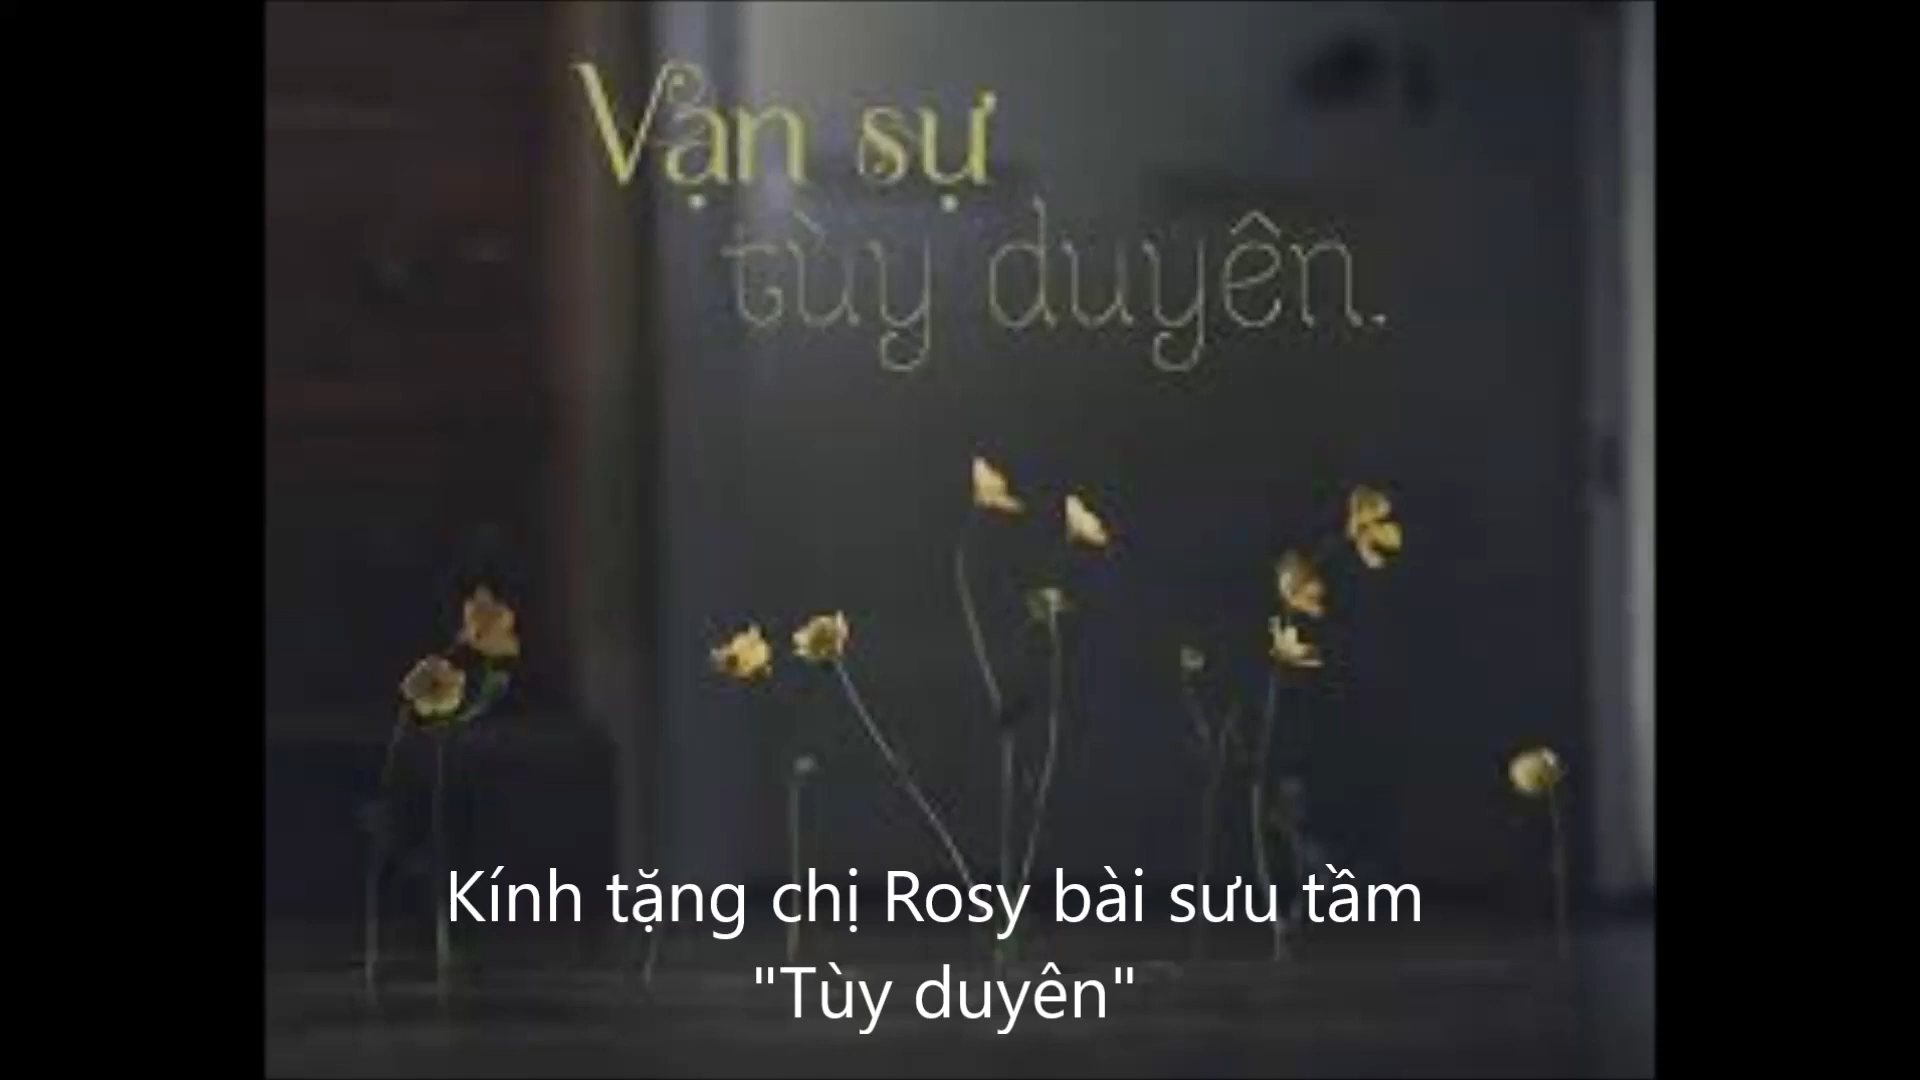 Vạn sự
tùy duyên.
Kính tặng chị Rosy bài sưu tầm
"Tùy duyên"